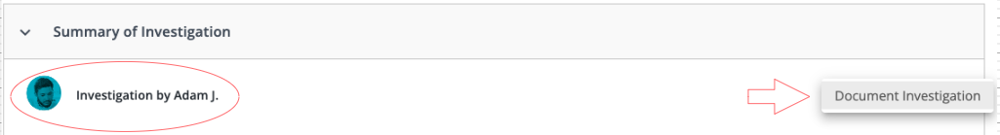 Summary of Investigation
Investigation by Adam J.
Document Investigation